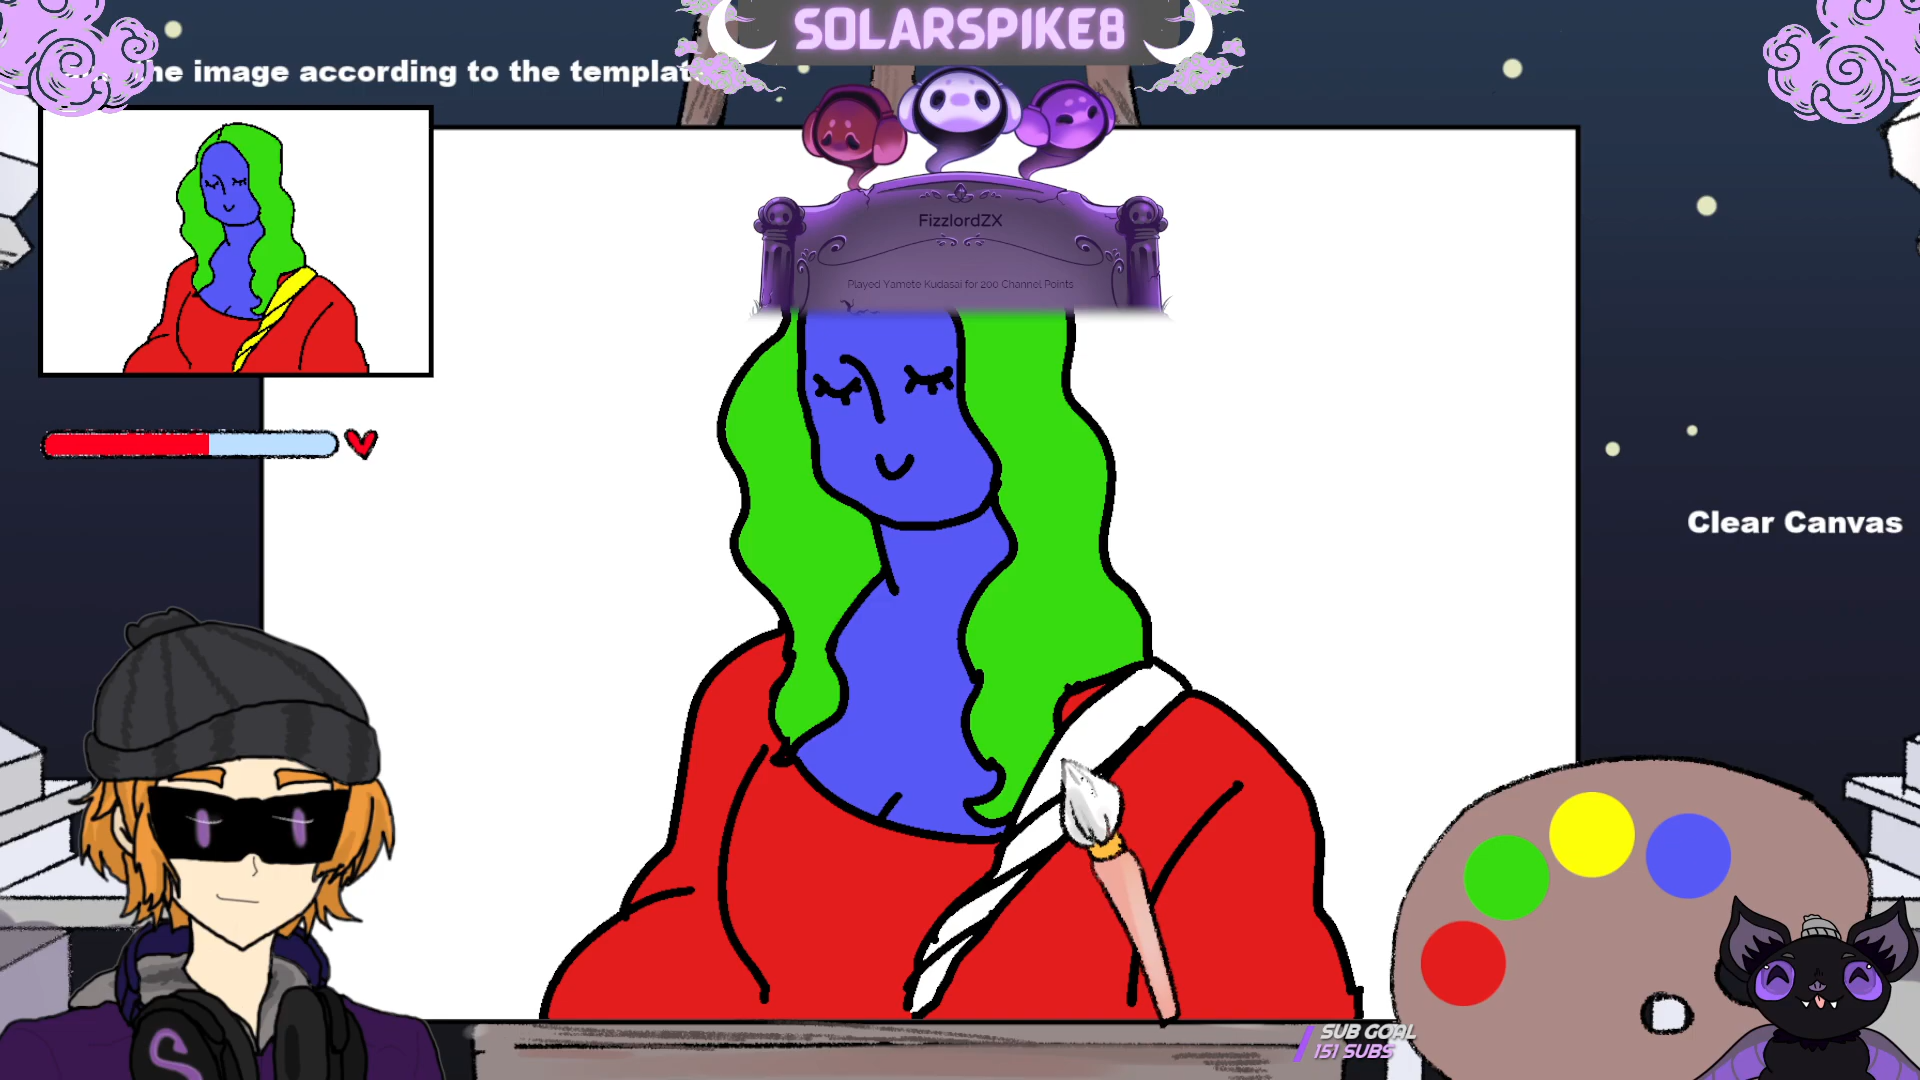 SOLARSPIKE8
he image according to the templat
FizzlordZX
Played Yamete Kudasai for 200 Channel Points
Clear Canvas
SUB GOAL
151 SUBS